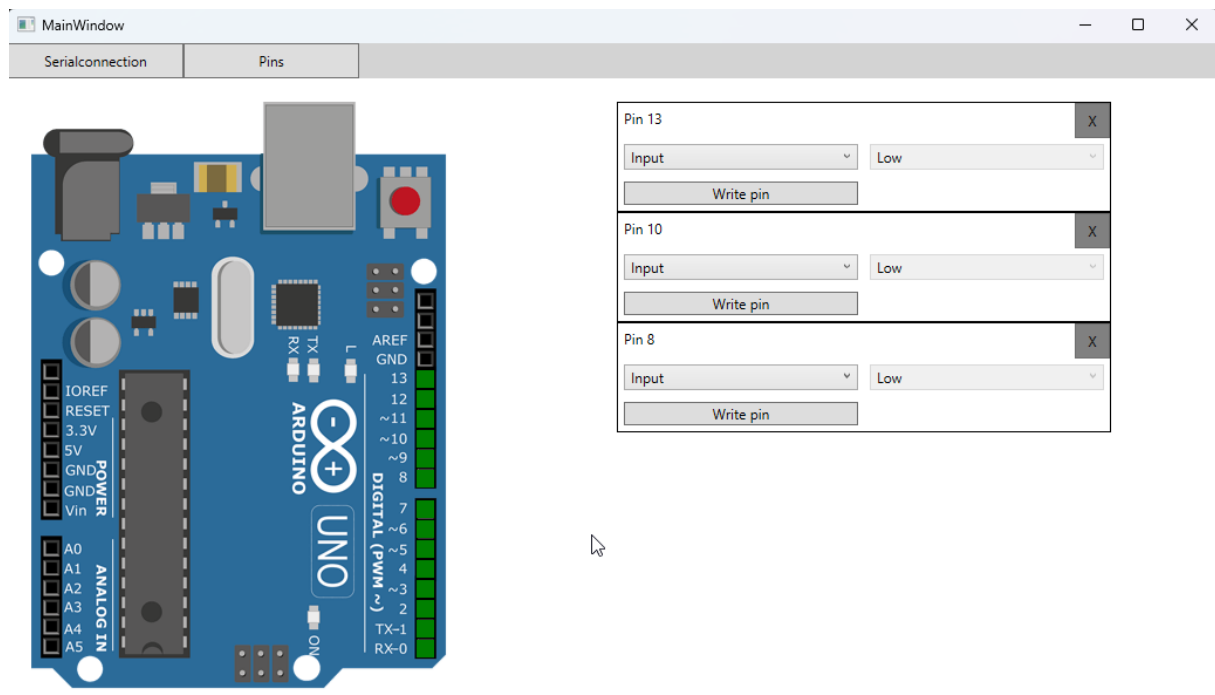 MainWindow
Serialconnection
Pins
Pin 13
X
Input
Low
Write pin
Pin 10
X
Input
Low
Write pin
Pin 8
X
Input
Low
Write pin
RX
TX
L
AREF
GND
13
12
~11
~10
~9
8
7
~6
~5
4
~3
2
TX-1
RX-0
DIGITAL (PWM ~)
ARDUINO
UNO
ON
IOREF
RESET
3.3V
5V
GND
GND
Vin
POWER
A0
A1
A2
A3
A4
A5
ANALOG IN